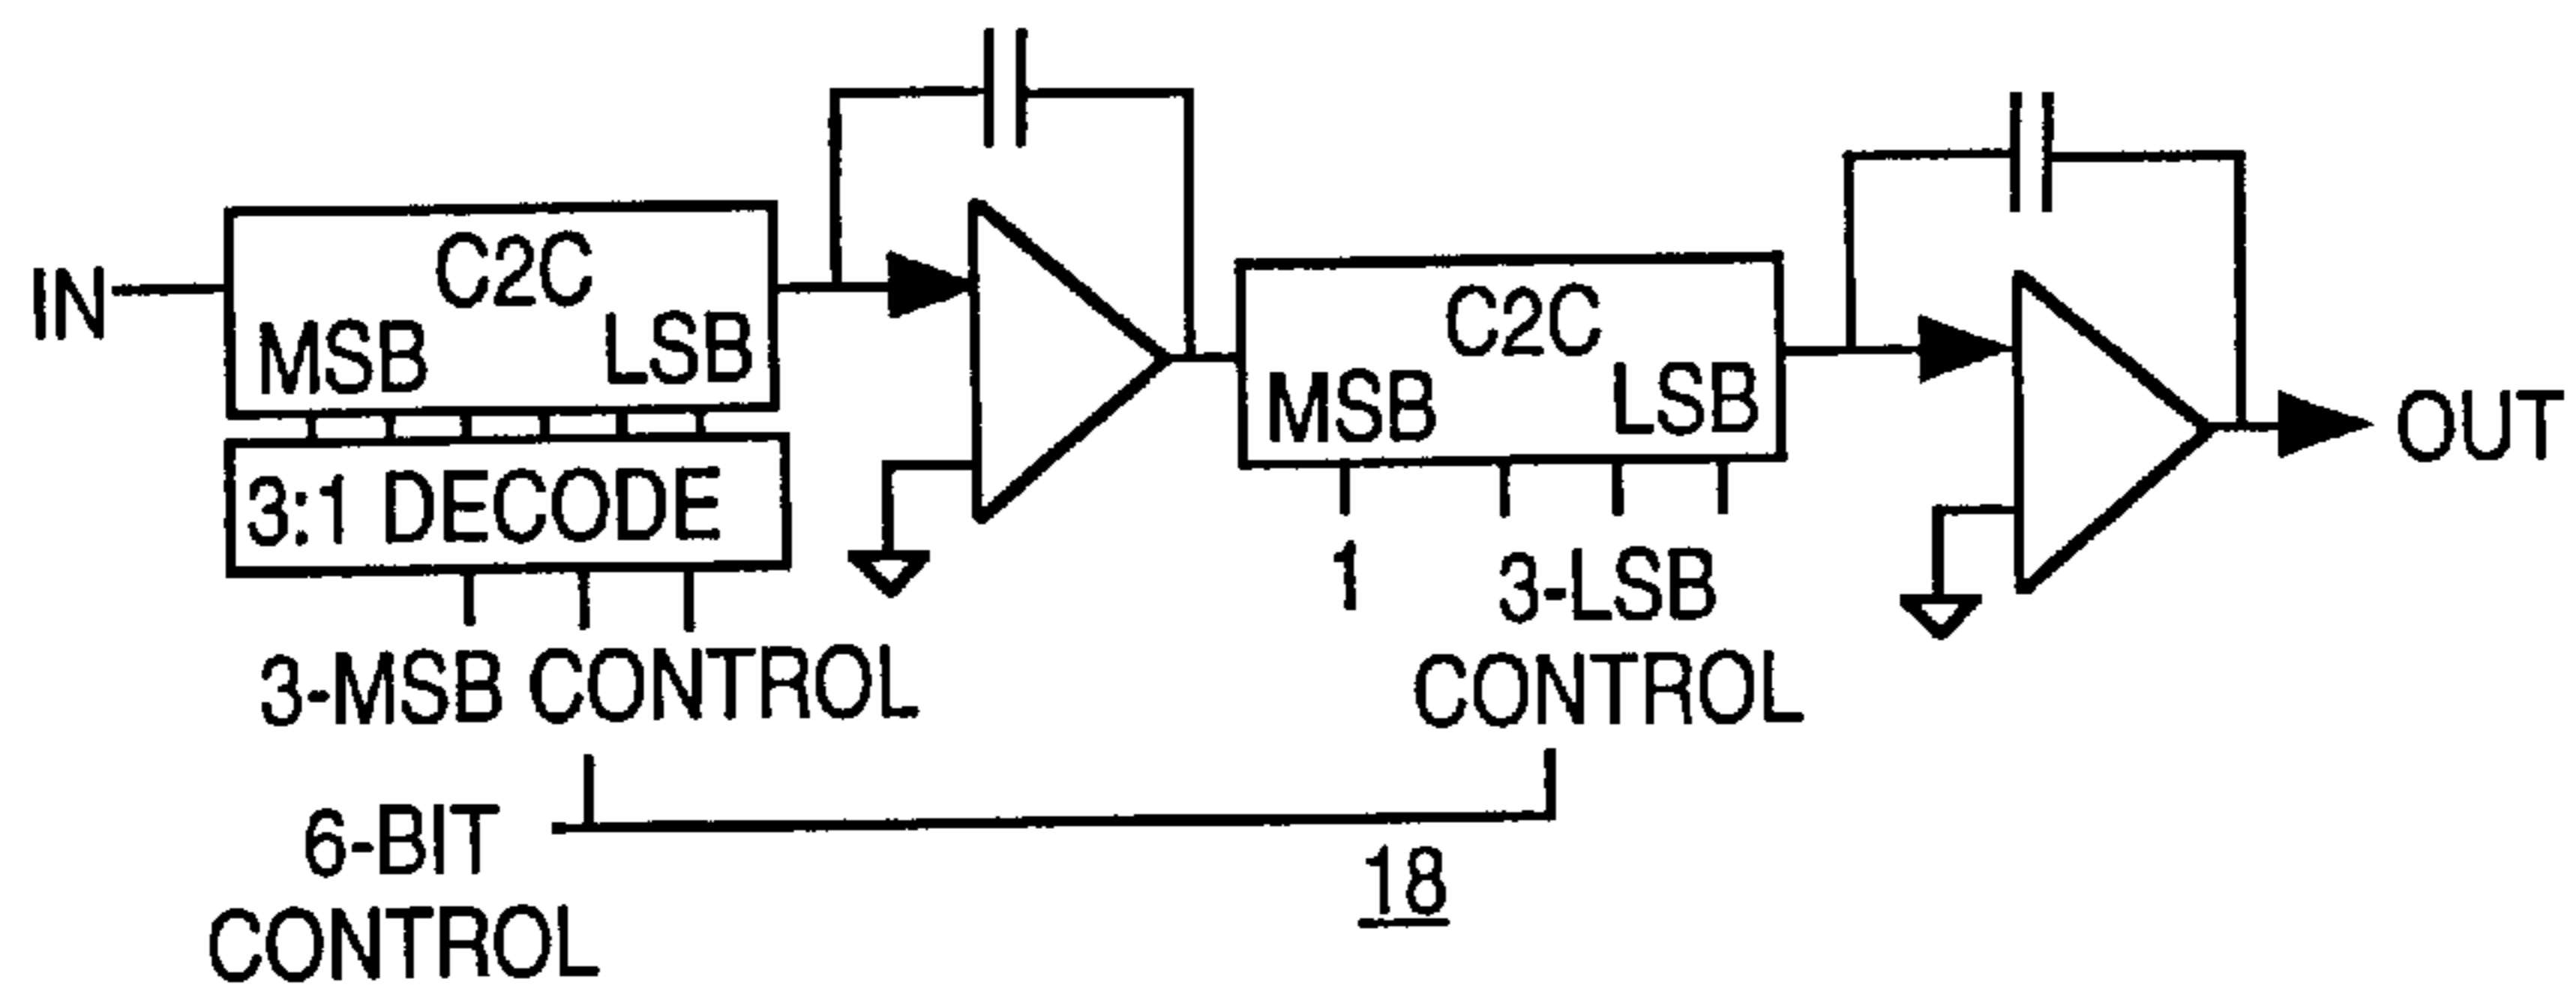 IN
C2C
MSB LSB
3:1 DECODE
3-MSB CONTROL
C2C
MSB LSB
1
3-LSB
CONTROL
OUT
6-BIT
CONTROL
18